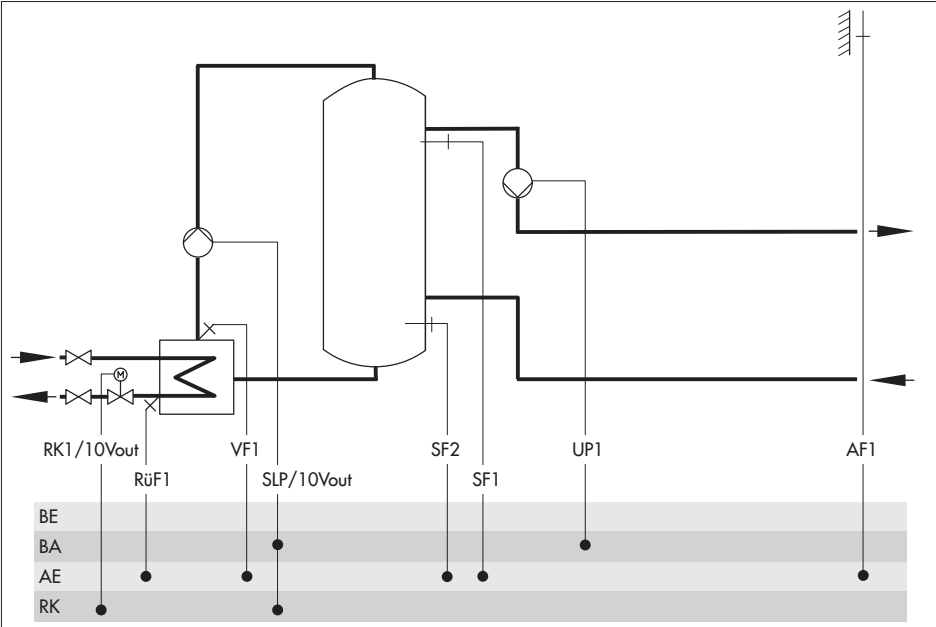 M
RK1/10Vout VF1 SF2 UP1 AF1
RüF1 SLP/10Vout SF1
BE
BA
AE
RK